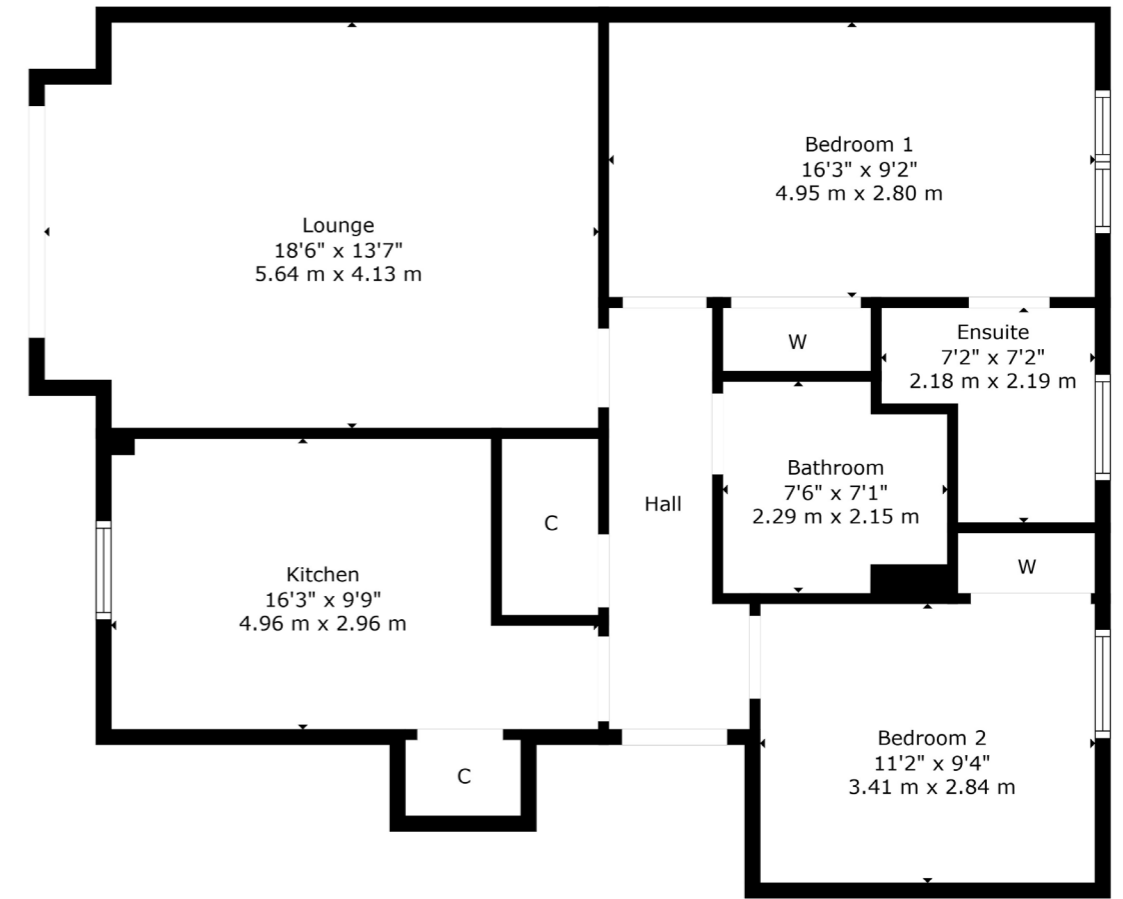 Lounge
18'6" x 13'7"
5.64 m x 4.13 m
Bedroom 1
16'3" x 9'2"
4.95 m x 2.80 m
W
Ensuite
7'2" x 7'2"
2.18 m x 2.19 m
Bathroom
7'6" x 7'1"
2.29 m x 2.15 m
Hall
C
Kitchen
16'3" x 9'9"
4.96 m x 2.96 m
W
Bedroom 2
11'2" x 9'4"
3.41 m x 2.84 m
C